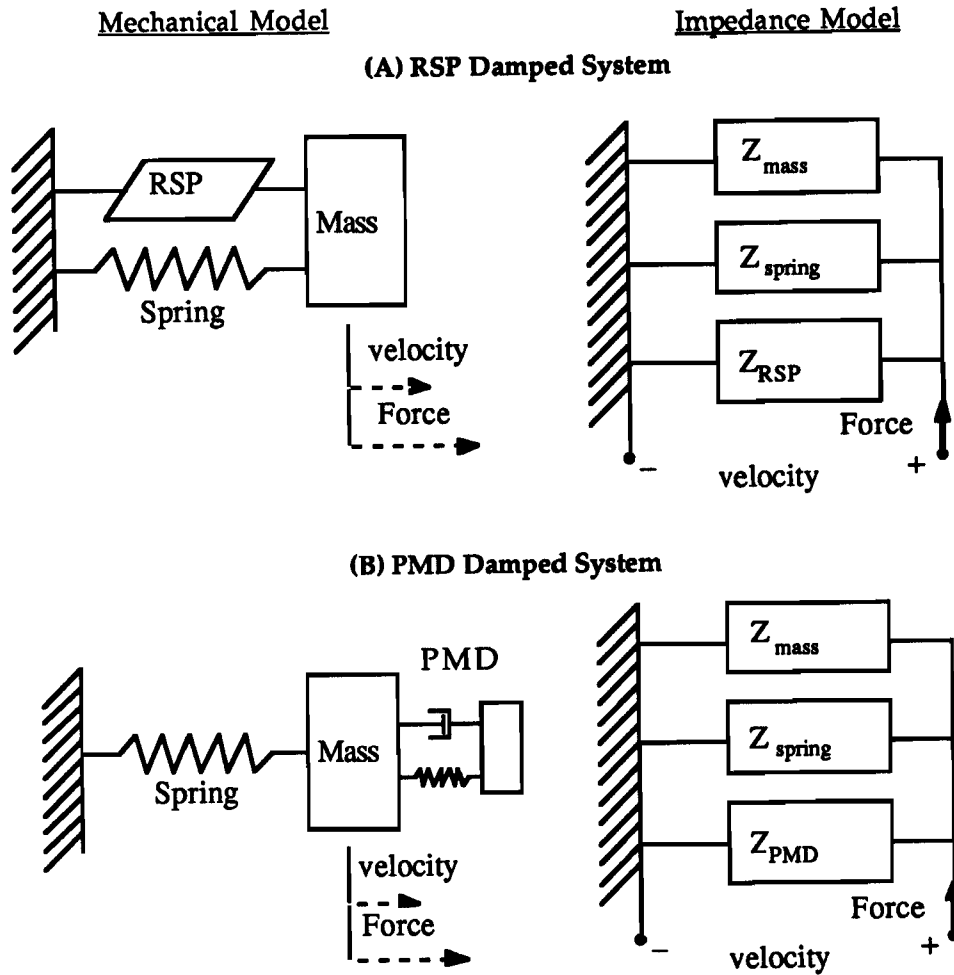 Mechanical Model
Impedance Model
(A) RSP Damped System
RSP
Mass
Spring
velocity
Force
Z mass
Z spring
Z RSP
Force
− velocity +
(B) PMD Damped System
PMD
Mass
Spring
velocity
Force
Z mass
Z spring
Z PMD
Force
− velocity +